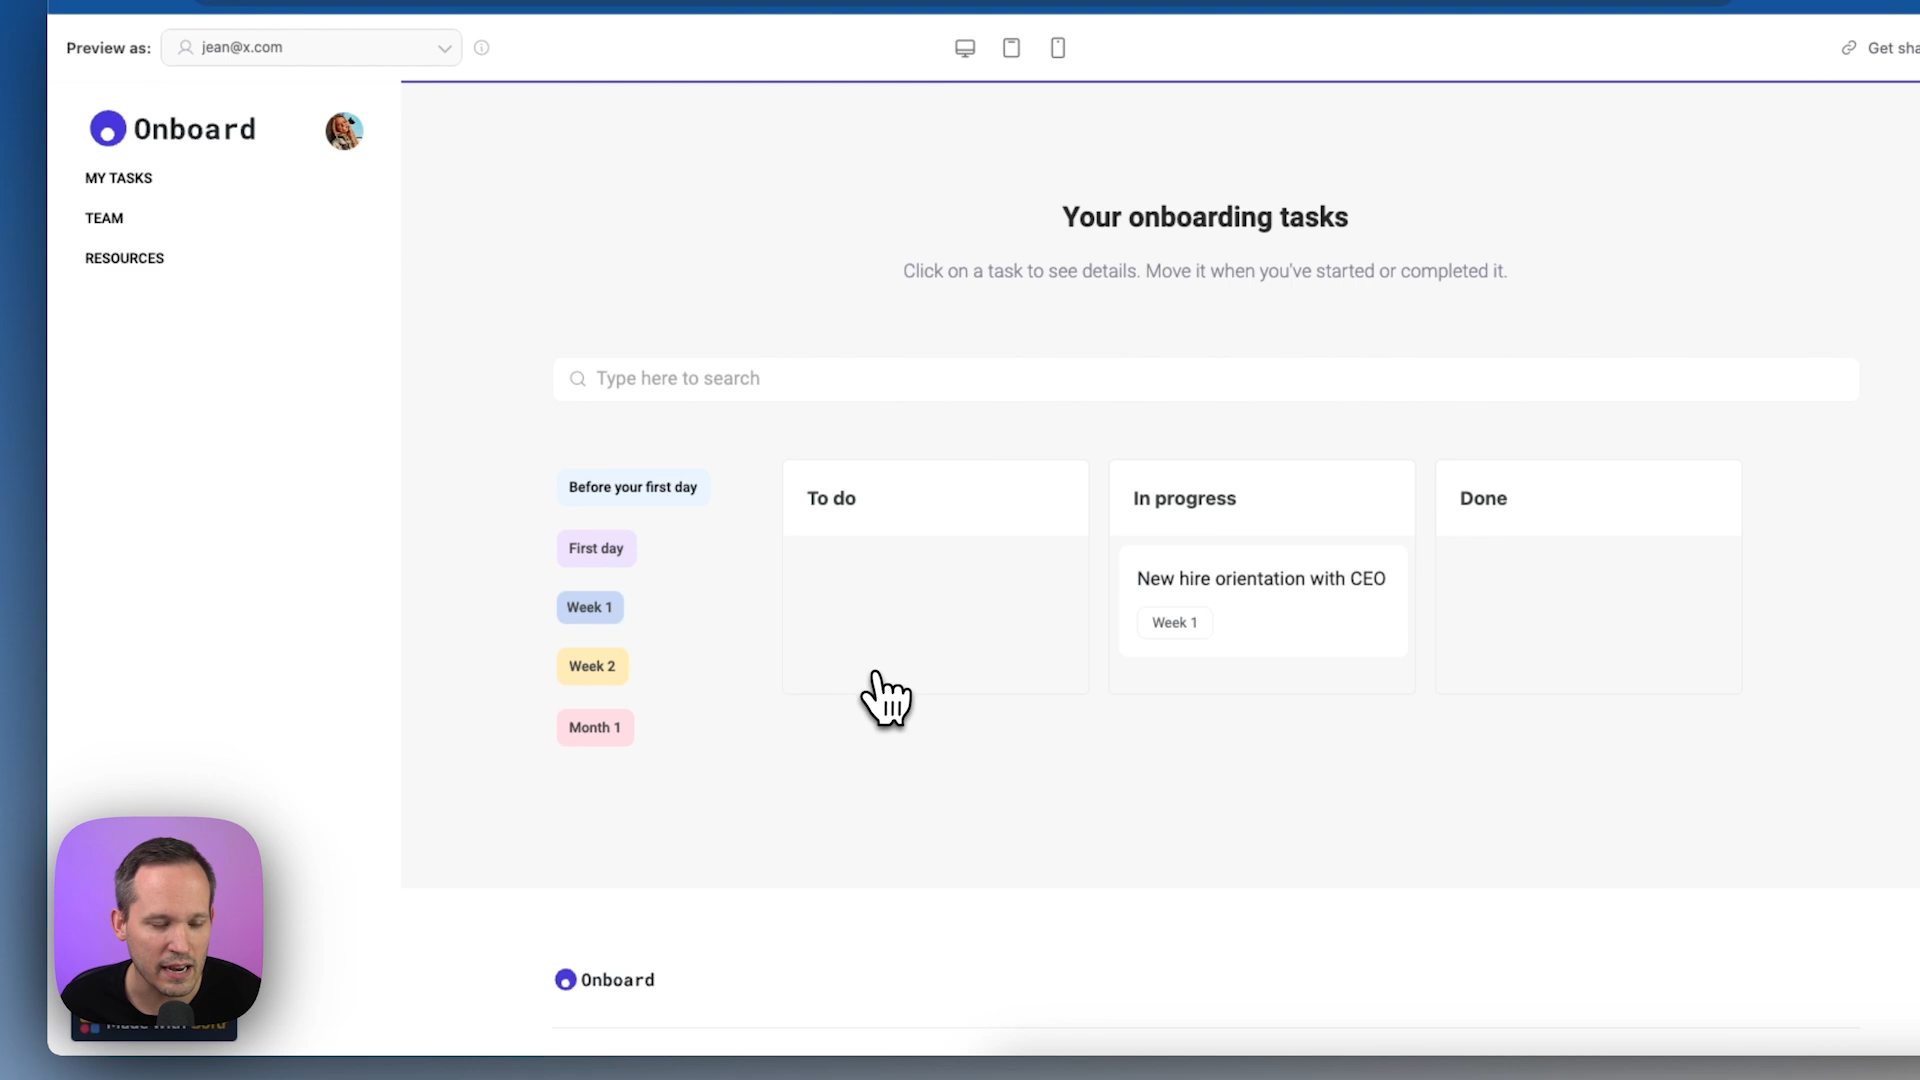 Preview as:
jean@x.com
Get sha
Onboard
MY TASKS
TEAM
RESOURCES
Your onboarding tasks
Click on a task to see details. Move it when you've started or completed it.
Type here to search
Before your first day
First day
Week 1
Week 2
Month 1
To do
In progress
Done
New hire orientation with CEO
Week 1
Onboard